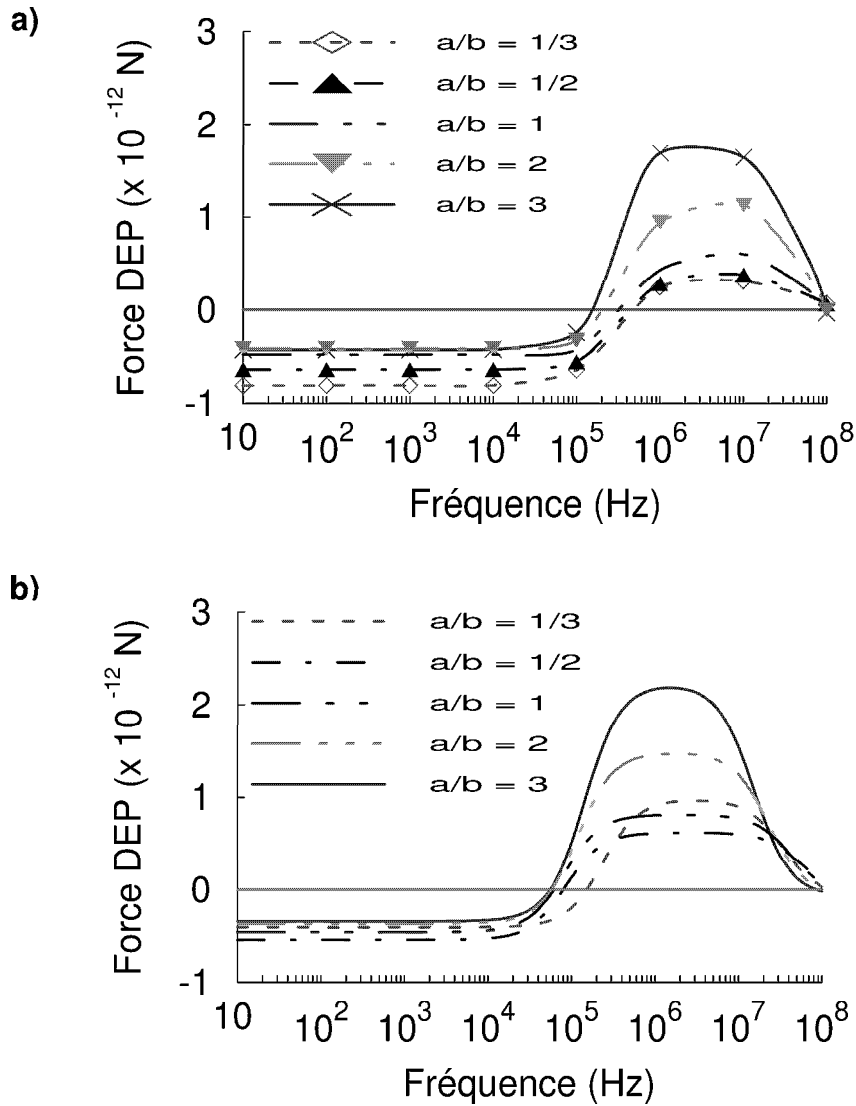 a)
3
2
1
0
-1
Force DEP (x 10 -12 N)
a/b = 1/3
a/b = 1/2
a/b = 1
a/b = 2
a/b = 3
10 10² 10³ 10⁴ 10⁵ 10⁶ 10⁷ 10⁸
Fréquence (Hz)
b)
3
2
1
0
-1
Force DEP (x 10 -12 N)
a/b = 1/3
a/b = 1/2
a/b = 1
a/b = 2
a/b = 3
10 10² 10³ 10⁴ 10⁵ 10⁶ 10⁷ 10⁸
Fréquence (Hz)